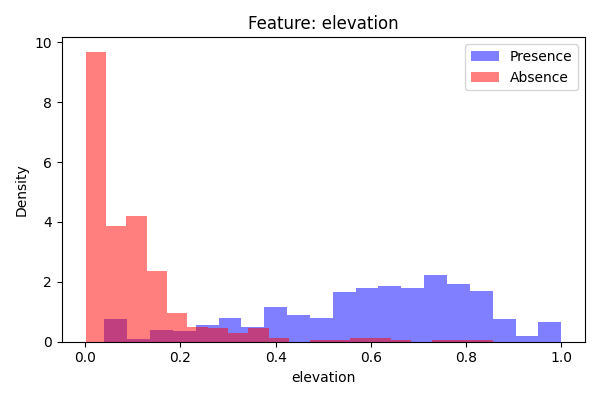 Feature: elevation
10
8
6
4
2
0
Density
Presence
Absence
0.0 0.2 0.4 0.6 0.8 1.0
elevation